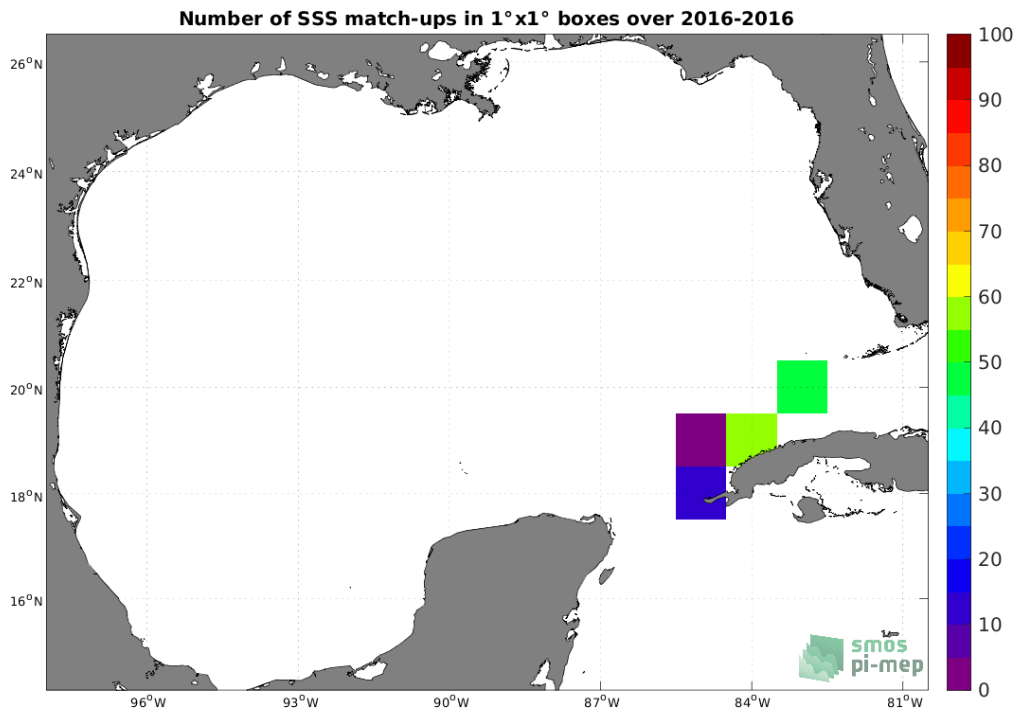 Number of SSS match-ups in 1°x1° boxes over 2016-2016
26°N
24°N
22°N
20°N
18°N
16°N
96°W
93°W
90°W
87°W
84°W
81°W
100
90
80
70
60
50
40
30
20
10
0
smos
pi-mep